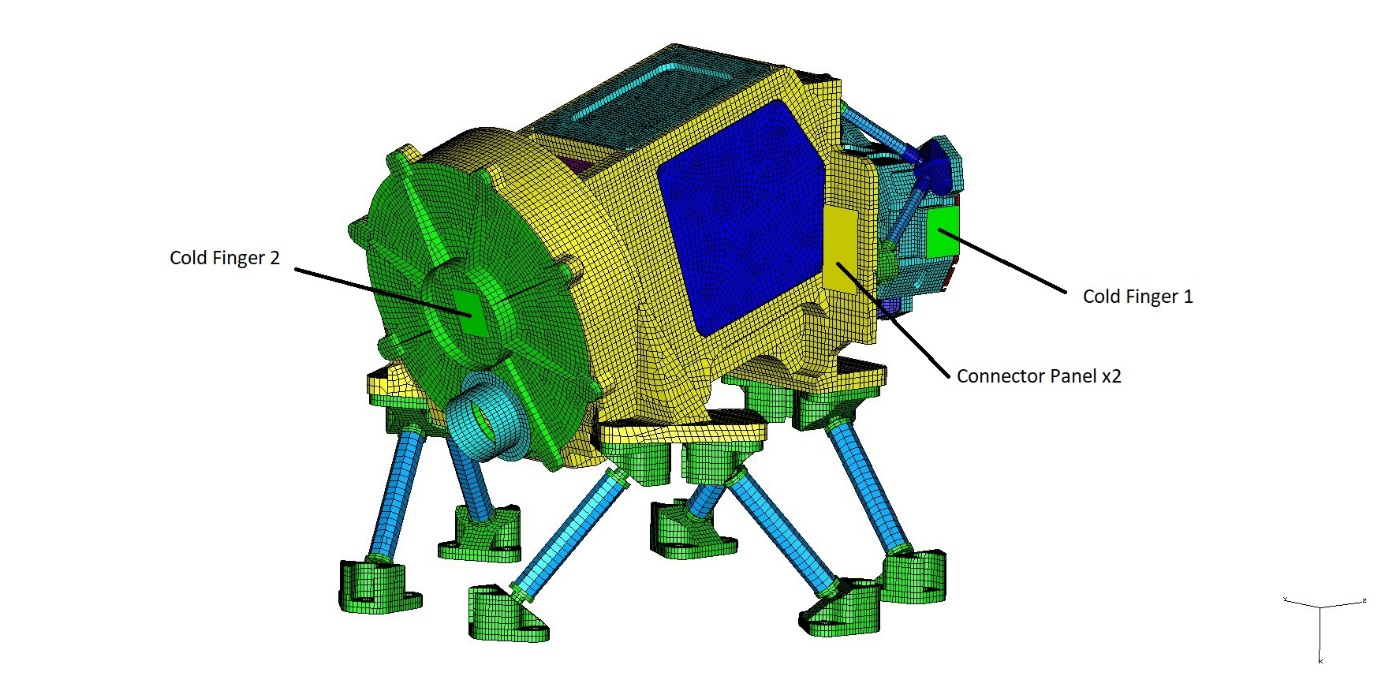 Cold Finger 2
Cold Finger 1
Connector Panel x2
Y
z
x